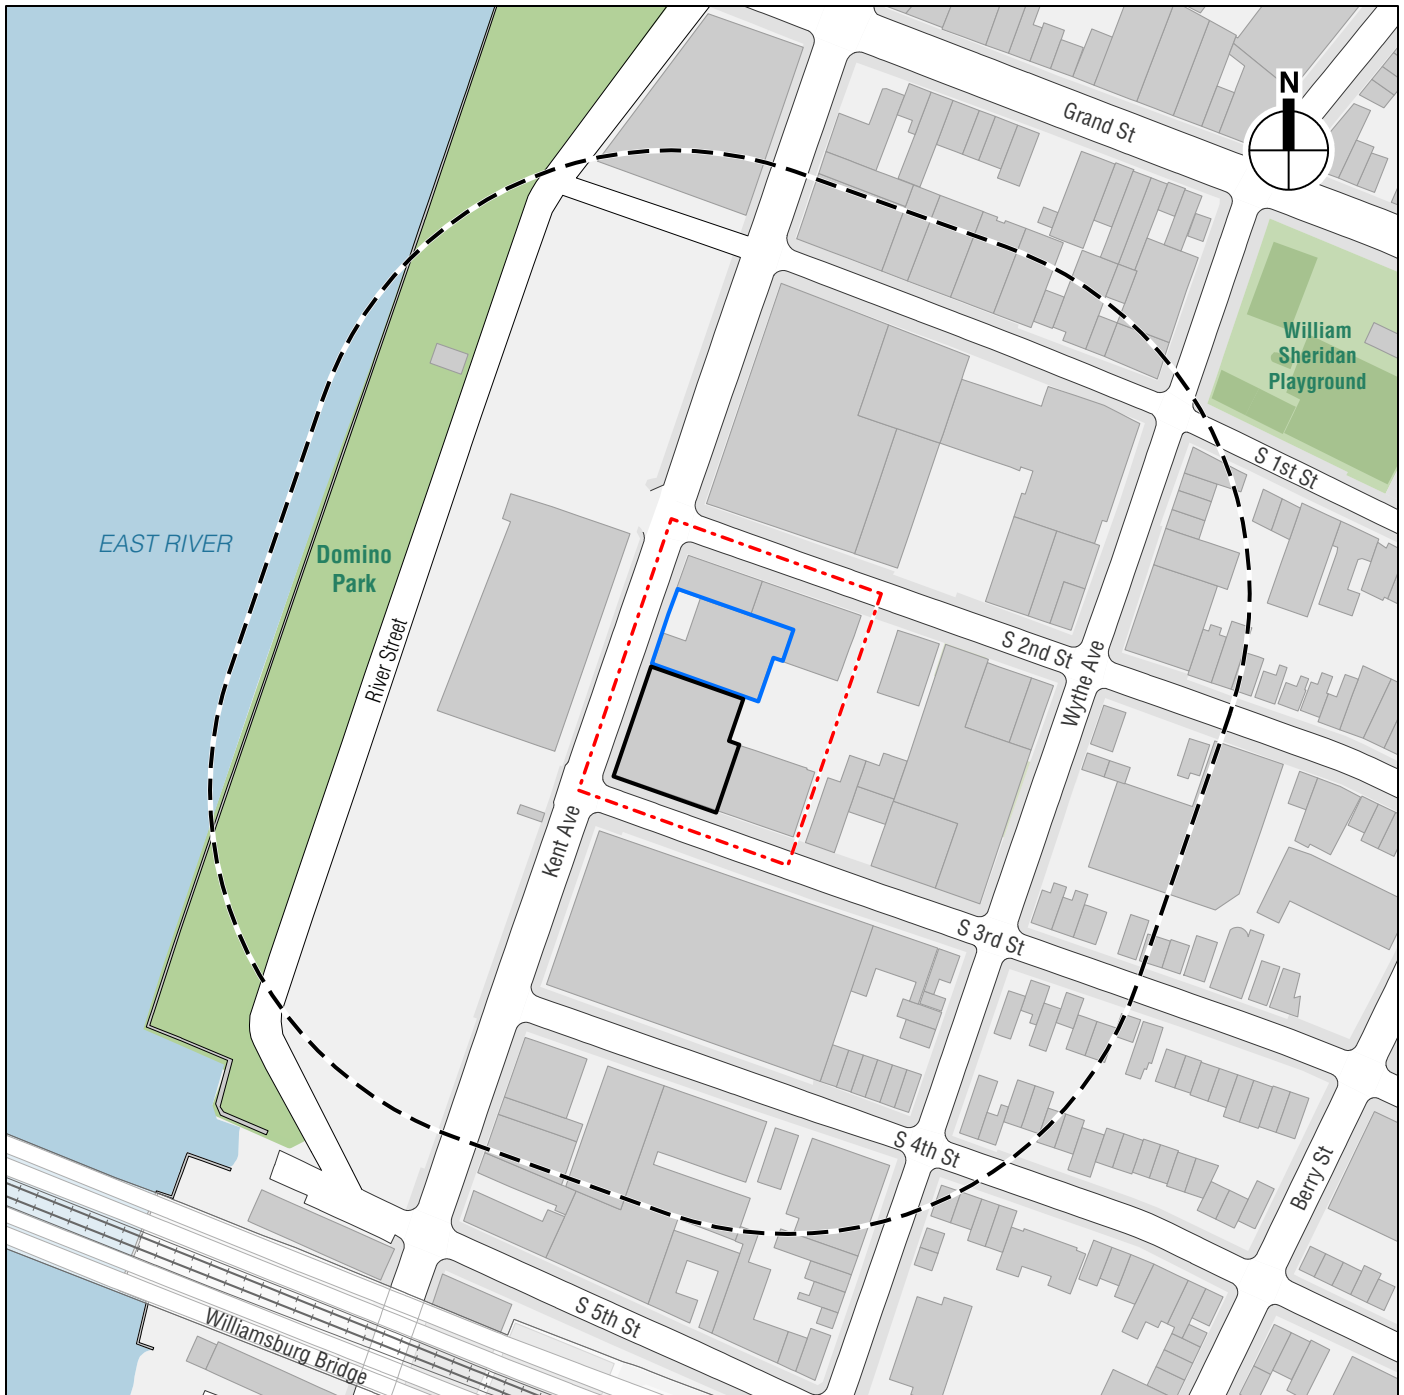 N
Grand St
William
Sheridan
Playground
S 1st St
EAST RIVER
Domino
Park
River Street
S 2nd St
Wythe Ave
Kent Ave
S 3rd St
S 4th St
Berry St
S 5th St
Williamsburg Bridge